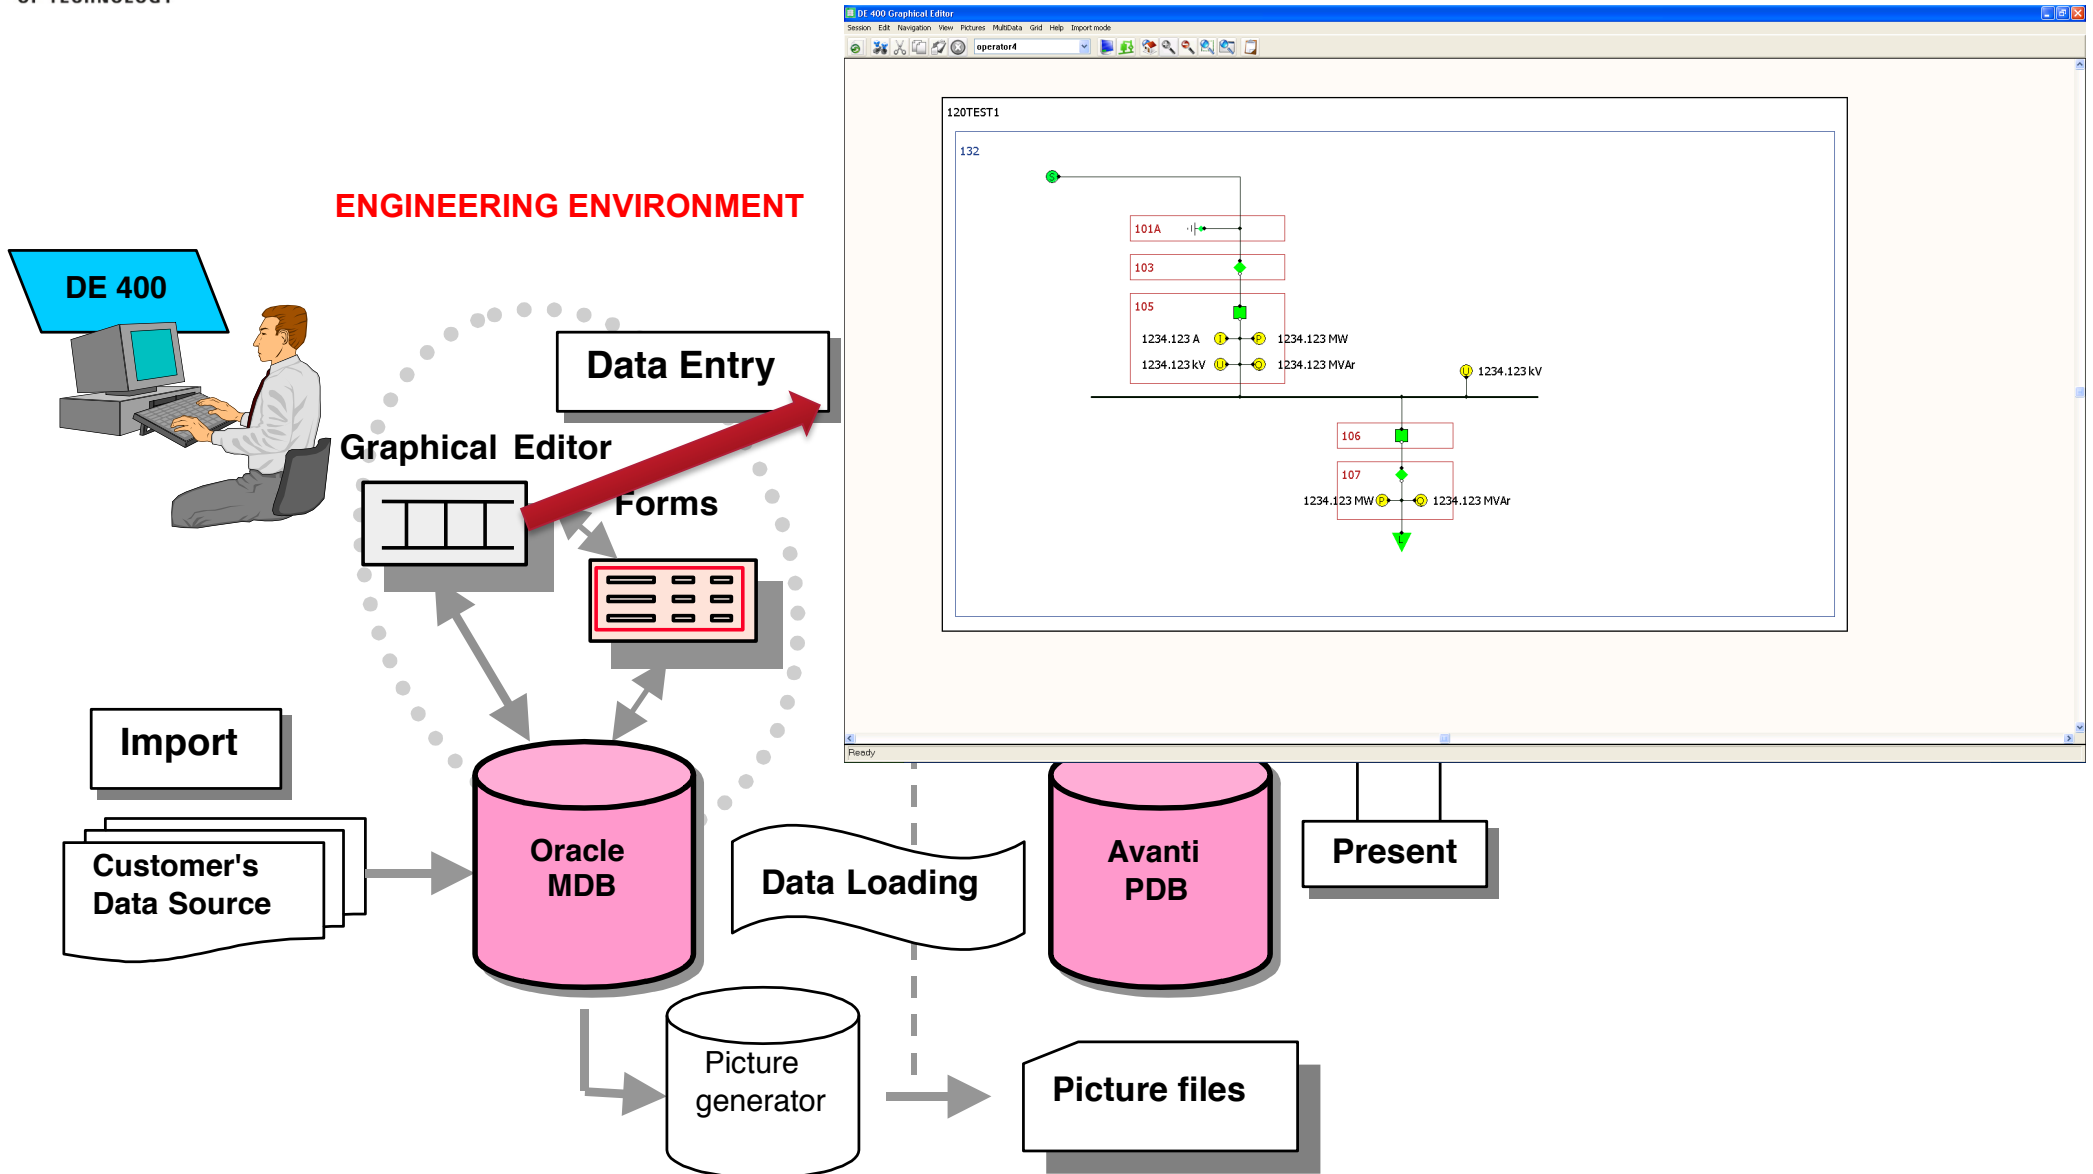 OF TECHNOLOGY
DE 400 Graphical Editor
Session Edit Navigation View Pictures MultiData Grid Help Import mode
operator4
120TEST1
132
S
101A
103
105
1234.123 A I P 1234.123 MW
1234.123 kV U Q 1234.123 MVAr
U 1234.123 kV
106
107
1234.123 MW P Q 1234.123 MVAr
L
Ready
ENGINEERING ENVIRONMENT
DE 400
Data Entry
Graphical Editor
Forms
Import
Customer's
Data Source
Oracle
MDB
Data Loading
Avanti
PDB
Present
Picture
generator
Picture files